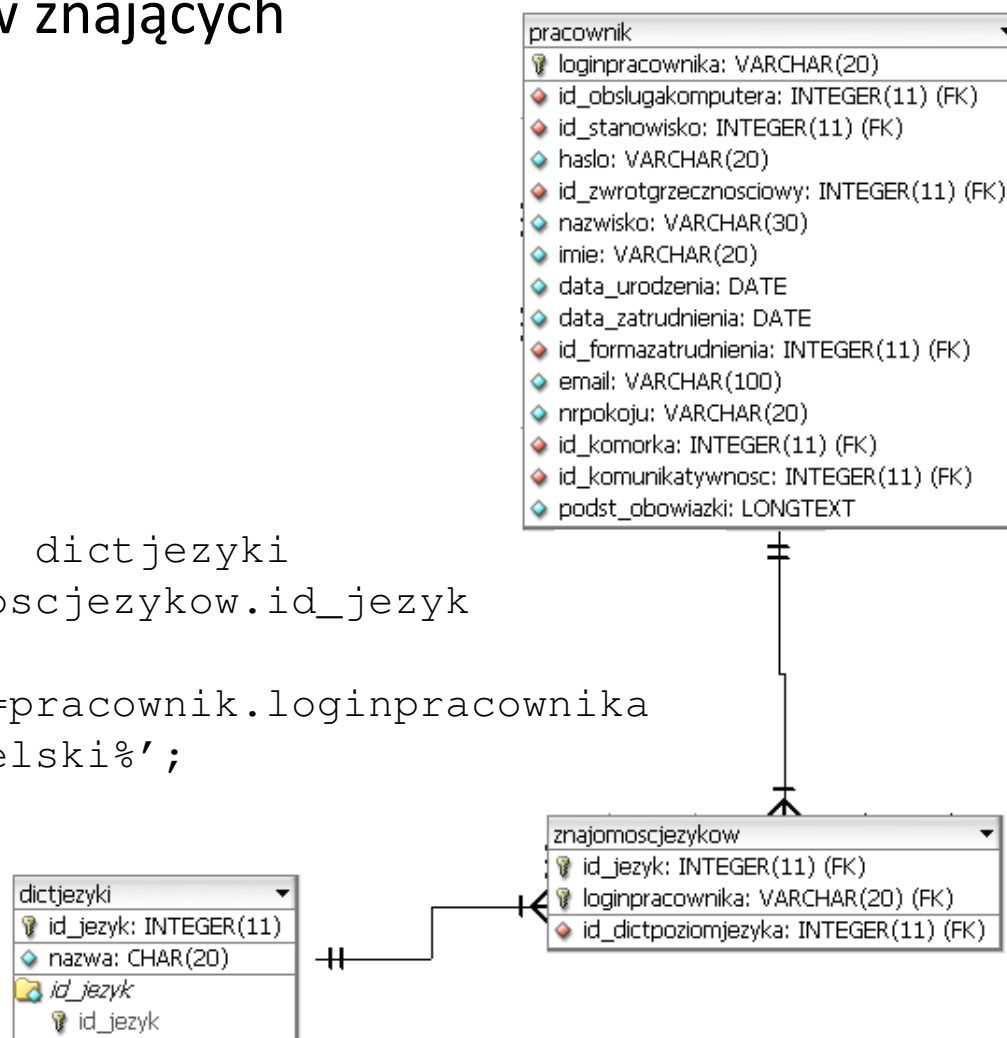 w znających
pracownik
loginpracownika: VARCHAR(20)
id_obslugakomputera: INTEGER(11) (FK)
id_stanowisko: INTEGER(11) (FK)
haslo: VARCHAR(20)
id_zwrotgrzecznosciowy: INTEGER(11) (FK)
nazwisko: VARCHAR(30)
imie: VARCHAR(20)
data_urodzenia: DATE
data_zatrudnienia: DATE
id_formazatrudnienia: INTEGER(11) (FK)
email: VARCHAR(100)
nrpokoju: VARCHAR(20)
id_komorka: INTEGER(11) (FK)
id_komunikatywnosc: INTEGER(11) (FK)
podst_obowiazki: LONGTEXT
dictjezyki
oscjezykow.id_jezyk
=pracownik.loginpracownika
elski%’;
znajomoscjezykow
id_jezyk: INTEGER(11) (FK)
loginpracownika: VARCHAR(20) (FK)
id_dictpoziomjezyka: INTEGER(11) (FK)
dictjezyki
id_jezyk: INTEGER(11)
nazwa: CHAR(20)
id_jezyk
id_jezyk